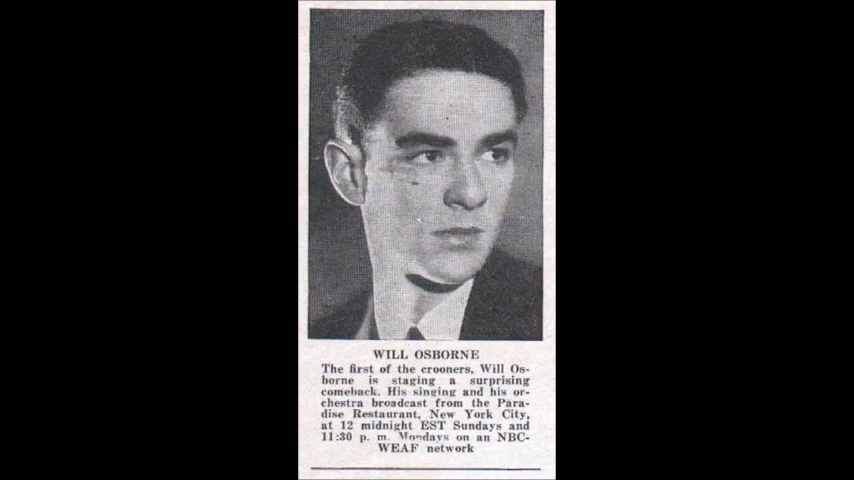 WILL OSBORNE
The first of the crooners, Will Os-
borne is staging a surprising
comeback. His singing and his or-
chestra broadcast from the Para-
dise Restaurant, New York City,
at 12 midnight EST Sundays and
11:30 p. m. Mondays on an NBC-
WEAF network